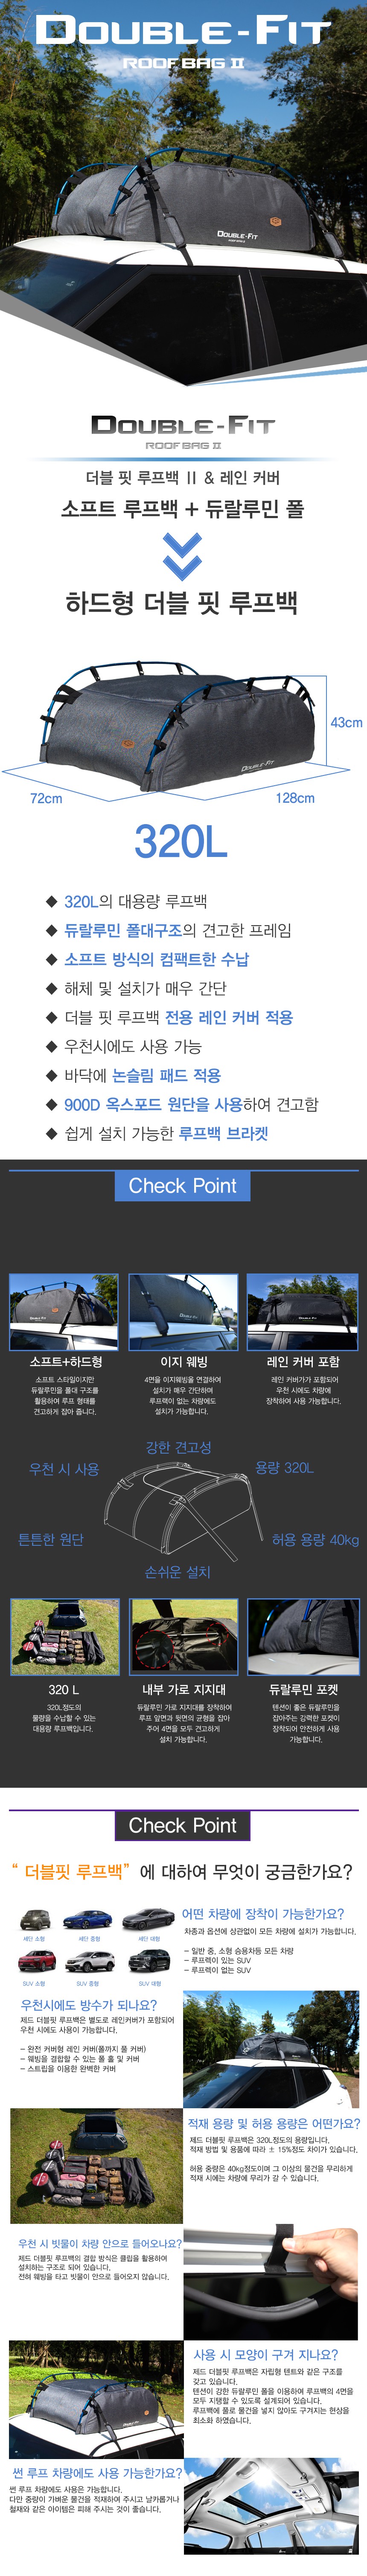 DOUBLE-FIT
ROOF BAG II
DOUBLE-FIT
DOUBLE-FIT
ROOF BAG II
더블 핏 루프백 II & 레인 커버
소프트 루프백 + 듀랄루민 폴
하드형 더블 핏 루프백
43cm
DOUBLE-FIT
72cm
128cm
320L
◆ 320L의 대용량 루프백
◆ 듀랄루민 폴대구조의 견고한 프레임
◆ 소프트 방식의 컴팩트한 수납
◆ 해체 및 설치가 매우 간단
◆ 더블 핏 루프백 전용 레인 커버 적용
◆ 우천시에도 사용 가능
◆ 바닥에 논슬림 패드 적용
◆ 900D 옥스포드 원단을 사용하여 견고함
◆ 쉽게 설치 가능한 루프백 브라켓
Check Point
소프트+하드형
소프트 스타일이지만
듀랄루민을 폴대 구조를
활용하여 루프 형태를
견고하게 잡아 줍니다.
이지 웨빙
4면을 이지웨빙을 연결하여
설치가 매우 간단하며
루프렉이 없는 차량에도
설치가 가능합니다.
레인 커버 포함
레인 커버가가 포함되어
우천 시에도 차량에
장착하여 사용 가능합니다.
강한 견고성
우천 시 사용
용량 320L
튼튼한 원단
허용 용량 40kg
손쉬운 설치
320 L
320L정도의
물량을 수납할 수 있는
대용량 루프백입니다.
내부 가로 지지대
듀랄루민 가로 지지대를 장착하여
루프 앞면과 뒷면의 균형을 잡아
주어 4면을 모두 견고하게
설치 가능합니다.
듀랄루민 포켓
텐션이 좋은 듀랄루민을
잡아주는 강력한 포켓이
장착되어 안전하게 사용
가능합니다.
Check Point
“ 더블핏 루프백” 에 대하여 무엇이 궁금한가요?
세단 소형
세단 중형
세단 대형
SUV 소형
SUV 중형
SUV 대형
어떤 차량에 장착이 가능한가요?
차종과 옵션에 상관없이 모든 차량에 설치가 가능합니다.
- 일반 중, 소형 승용차등 모든 차량
- 루프렉이 있는 SUV
- 루프렉이 없는 SUV
우천시에도 방수가 되나요?
제드 더블핏 루프백은 별도로 레인커버가 포함되어
우천 시에도 사용이 가능합니다.
- 완전 커버형 레인 커버(폴까지 풀 커버)
- 웨빙을 결합할 수 있는 폴 홀 및 커버
- 스트립을 이용한 완벽한 커버
적재 용량 및 허용 용량은 어떤가요?
제드 더블핏 루프백은 320L정도의 용량입니다.
적재 방법 및 용품에 따라 ± 15%정도 차이가 있습니다.
허용 중량은 40kg정도이며 그 이상의 물건을 무리하게
적재 시에는 차량에 무리가 갈 수 있습니다.
우천 시 빗물이 차량 안으로 들어오나요?
제드 더블핏 루프백의 결합 방식은 클립을 활용하여
설치하는 구조로 되어 있습니다.
전혀 웨빙을 타고 빗물이 안으로 들어오지 않습니다.
사용 시 모양이 구겨 지나요?
제드 더블핏 루프백은 자립형 텐트와 같은 구조를
갖고 있습니다.
텐션이 강한 듀랄루민 폴을 이용하여 루프백의 4면을
모두 지탱할 수 있도록 설계되어 있습니다.
루프백에 풀로 물건을 넣지 않아도 구겨지는 현상을
최소화 하였습니다.
썬 루프 차량에도 사용 가능한가요?
썬 루프 차량에도 사용은 가능합니다.
다만 중량이 가벼운 물건을 적재하여 주시고 날카롭거나
철재와 같은 아이템은 피해 주시는 것이 좋습니다.